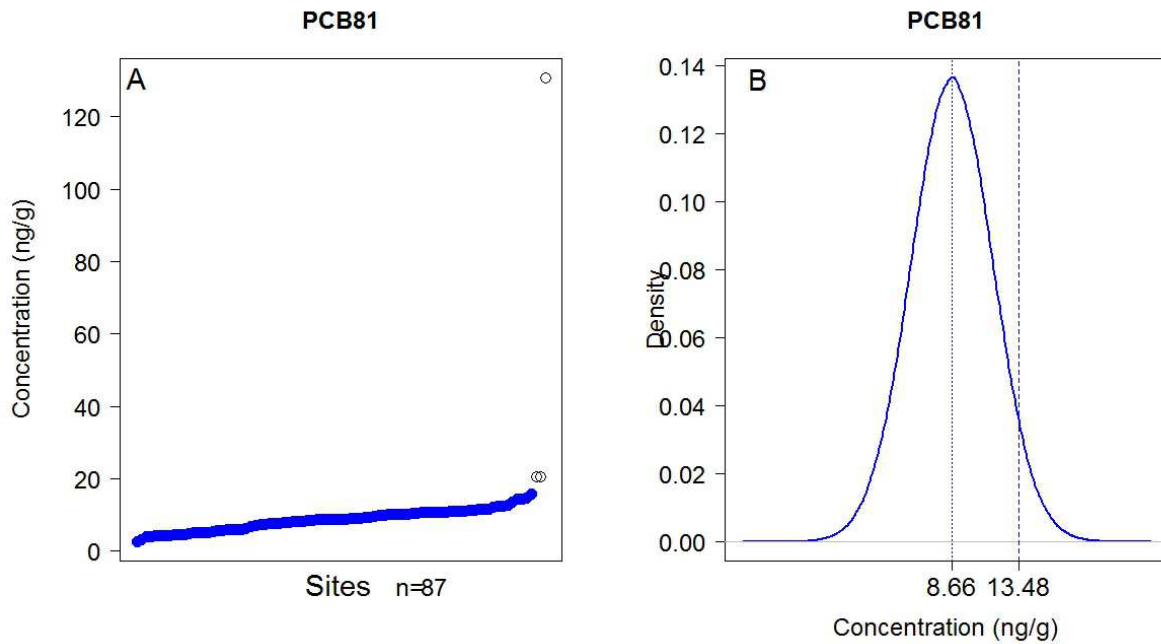 PCB81
A
Concentration (ng/g)
120
100
80
60
40
20
0
Sites n=87
PCB81
B
Density
0.14
0.12
0.10
0.08
0.06
0.04
0.02
0.00
8.66 13.48
Concentration (ng/g)